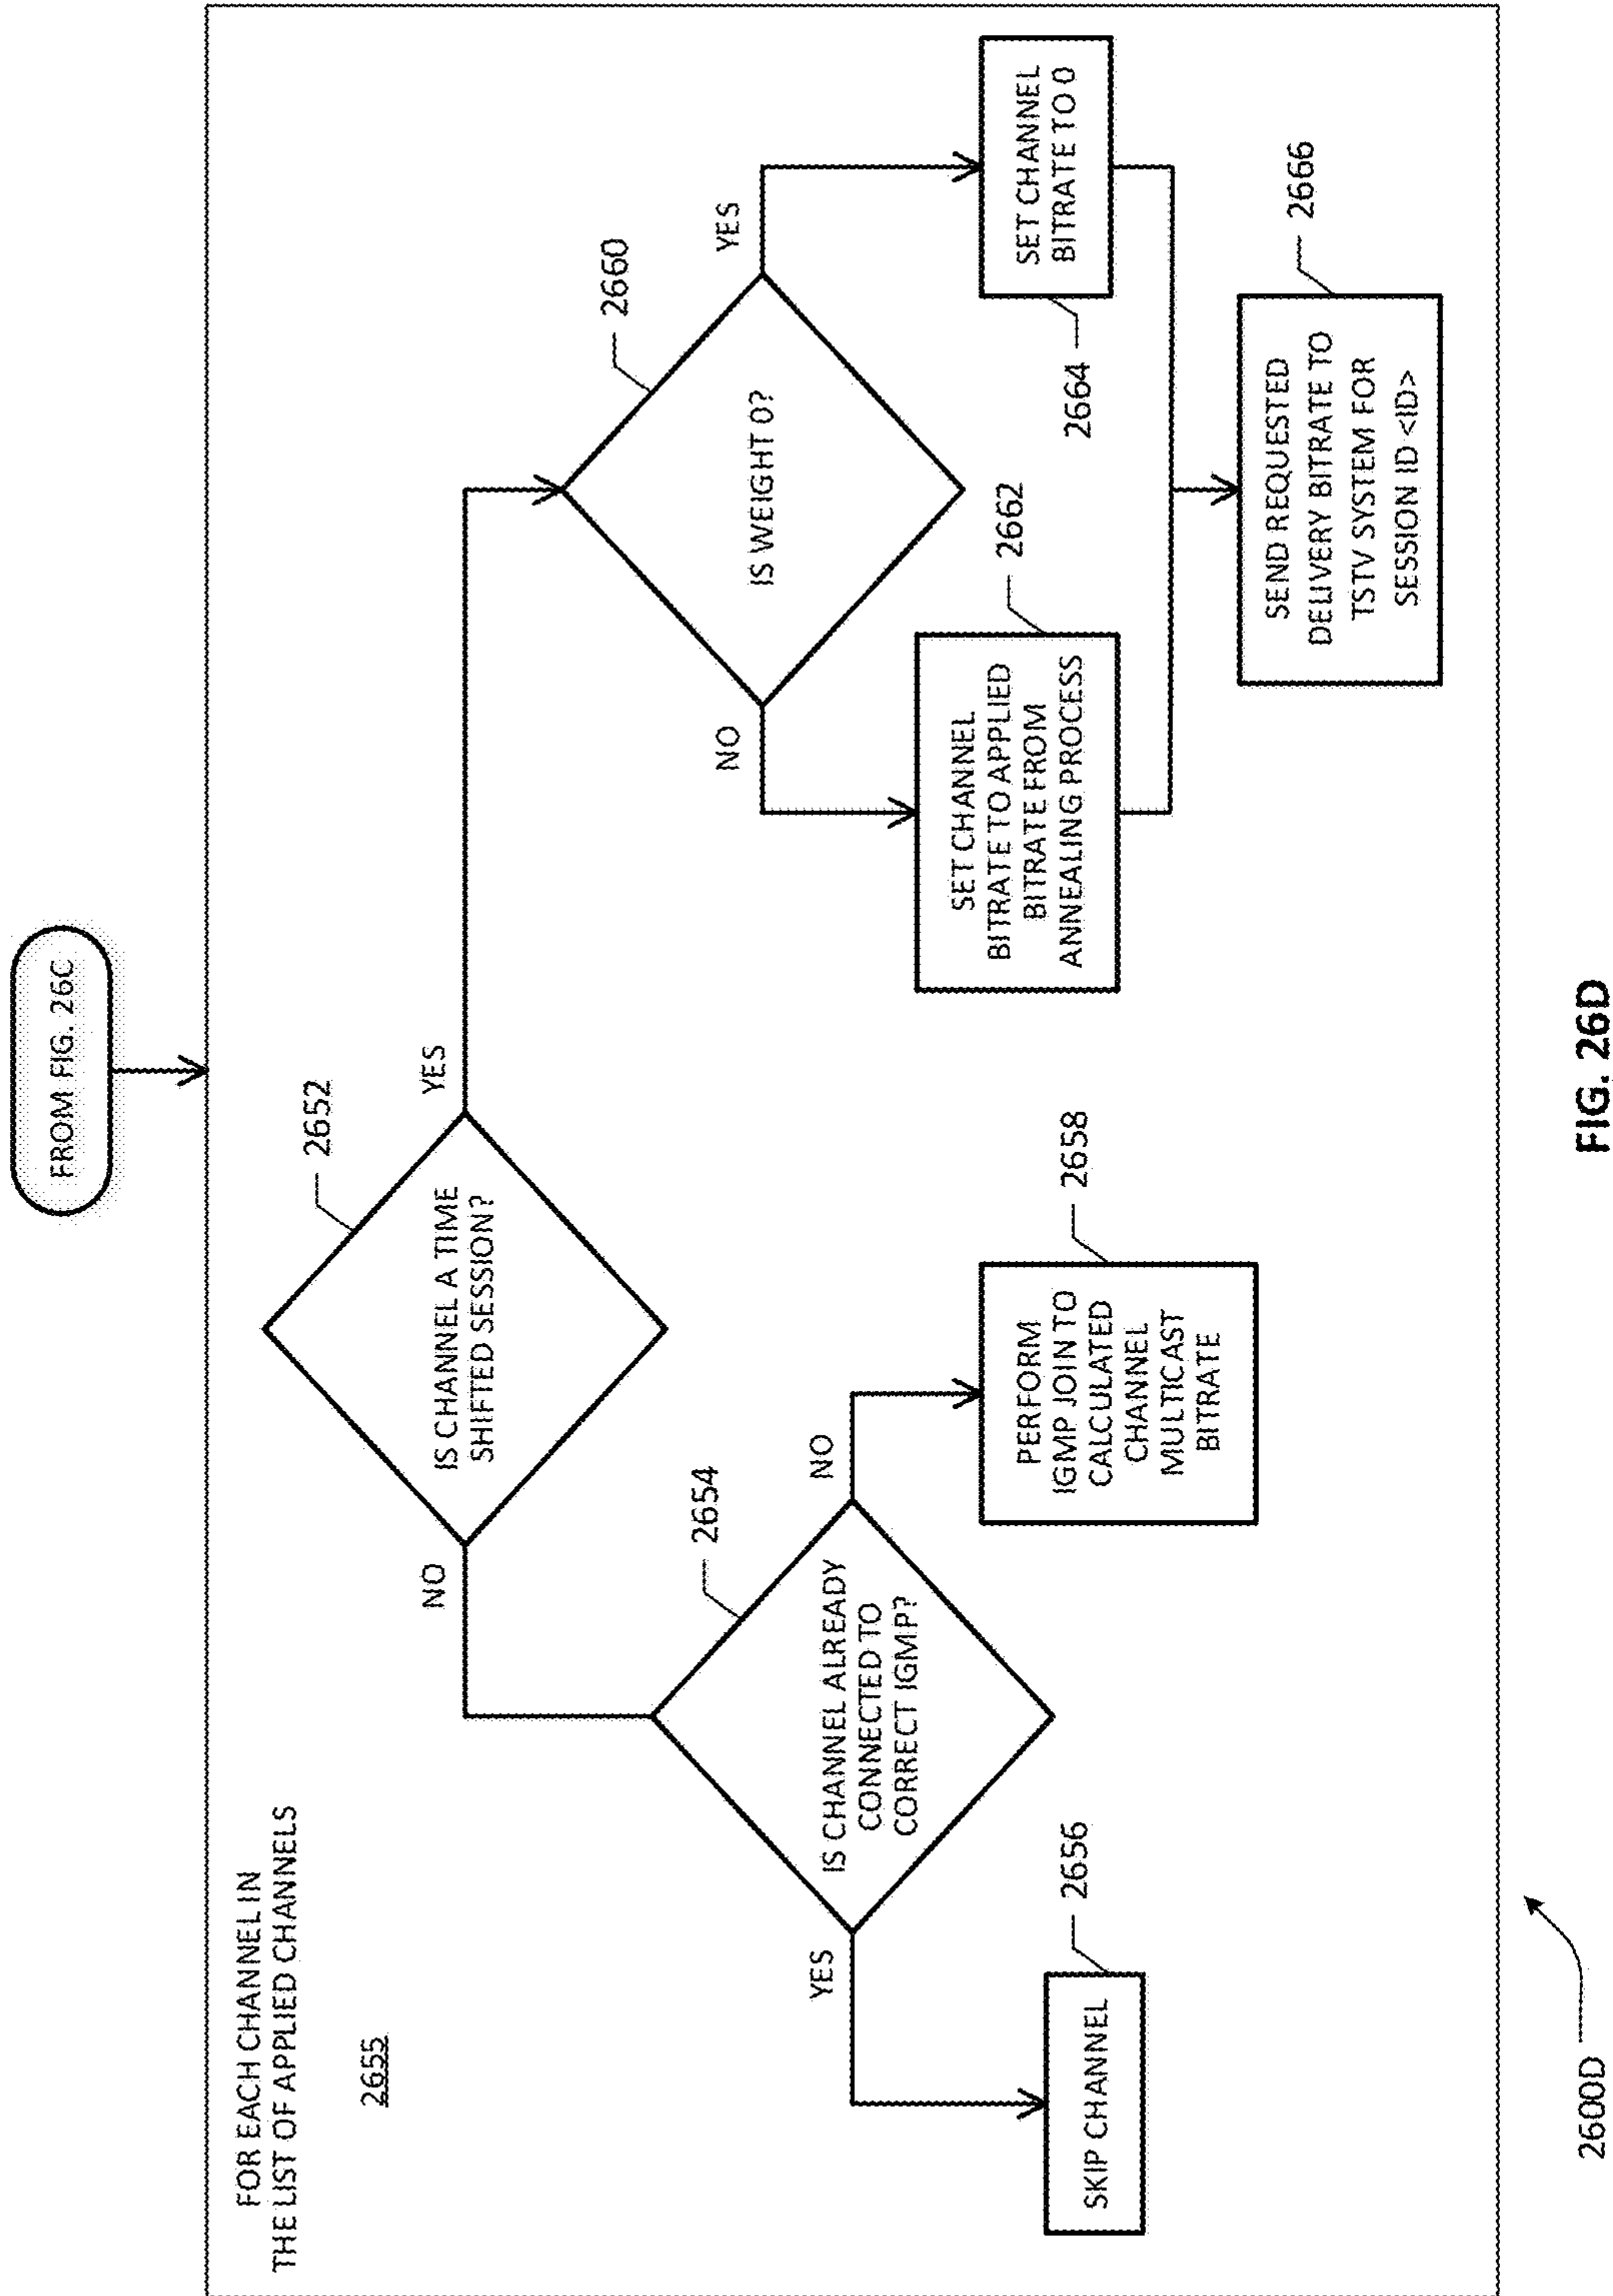 FROM FIG. 26C
FOR EACH CHANNEL IN
THE LIST OF APPLIED CHANNELS
2655
2652
IS CHANNEL A TIME
SHIFTED SESSION?
NO
YES
2654
IS CHANNEL ALREADY
CONNECTED TO
CORRECT IGMP?
YES
NO
2656
SKIP CHANNEL
2658
PERFORM
IGMP JOIN TO
CALCULATED
CHANNEL
MULTICAST
BITRATE
2660
IS WEIGHT 0?
NO
YES
2662
SET CHANNEL
BITRATE TO APPLIED
BITRATE FROM
ANNEALING PROCESS
SET CHANNEL
BITRATE TO 0
2664
2666
SEND REQUESTED
DELIVERY BITRATE TO
TSTV SYSTEM FOR
SESSION ID <ID>
2600D
FIG. 26D